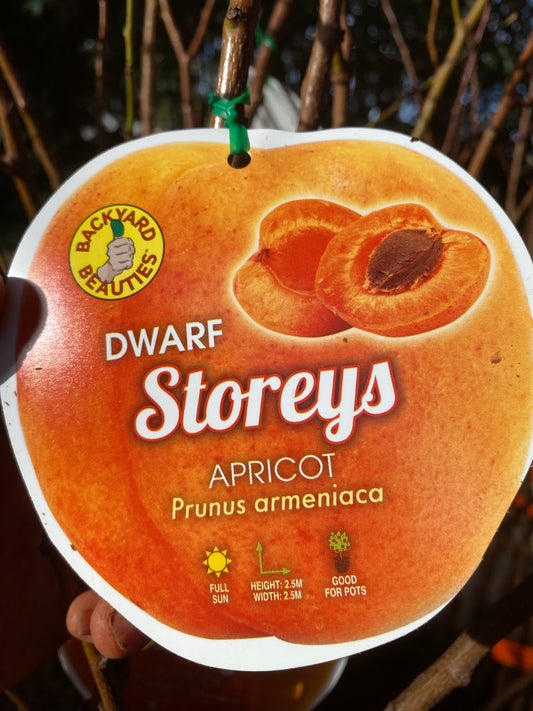 BACKYARD
BEAUTIES
DWARF
Storeys
APRICOT
Prunus armeniaca
FULL
SUN
HEIGHT: 2.5M
WIDTH: 2.5M
GOOD
FOR POTS